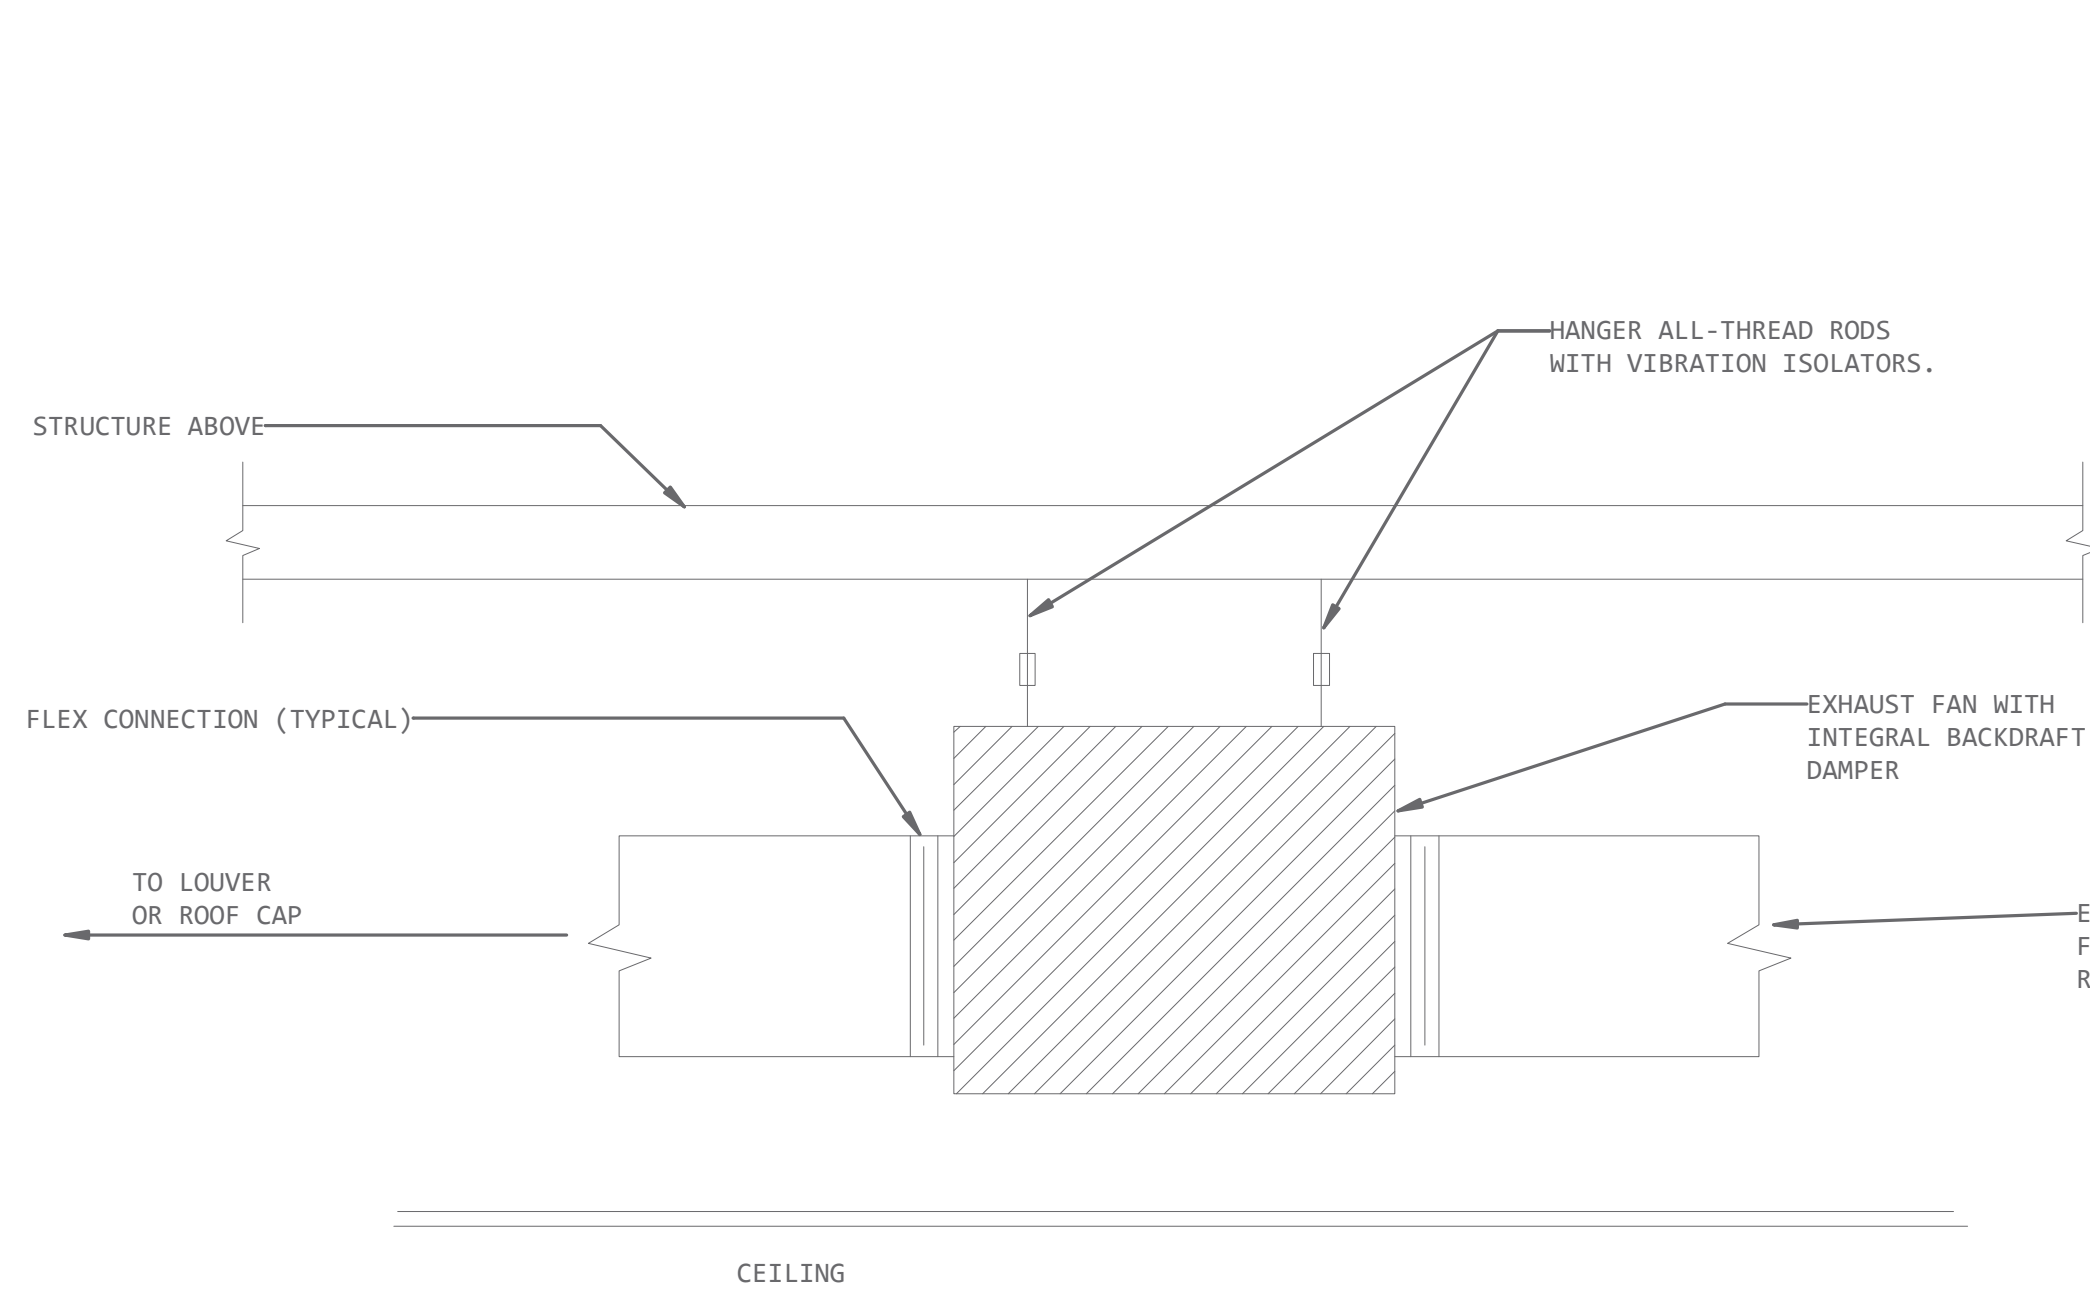 HANGER ALL-THREAD RODS
WITH VIBRATION ISOLATORS.
STRUCTURE ABOVE
FLEX CONNECTION (TYPICAL)
EXHAUST FAN WITH
INTEGRAL BACKDRAFT
DAMPER
TO LOUVER
OR ROOF CAP
CEILING